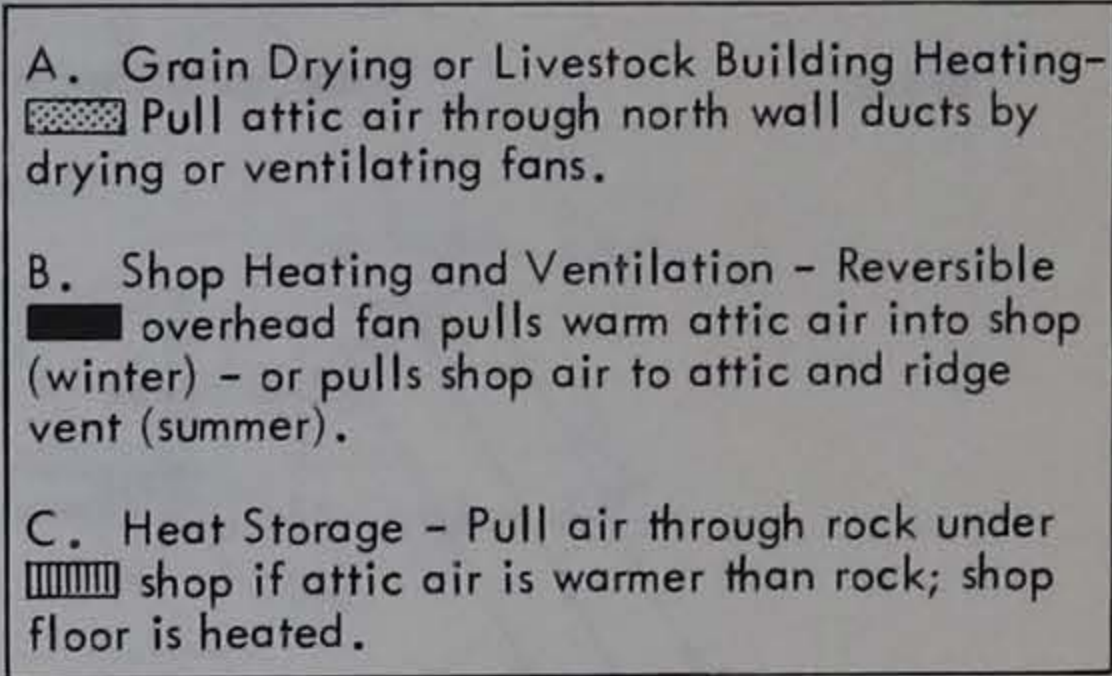 A. Grain Drying or Livestock Building Heating-
Pull attic air through north wall ducts by
drying or ventilating fans.
B. Shop Heating and Ventilation - Reversible
overhead fan pulls warm attic air into shop
(winter) - or pulls shop air to attic and ridge
vent (summer).
C. Heat Storage - Pull air through rock under
shop if attic air is warmer than rock; shop
floor is heated.